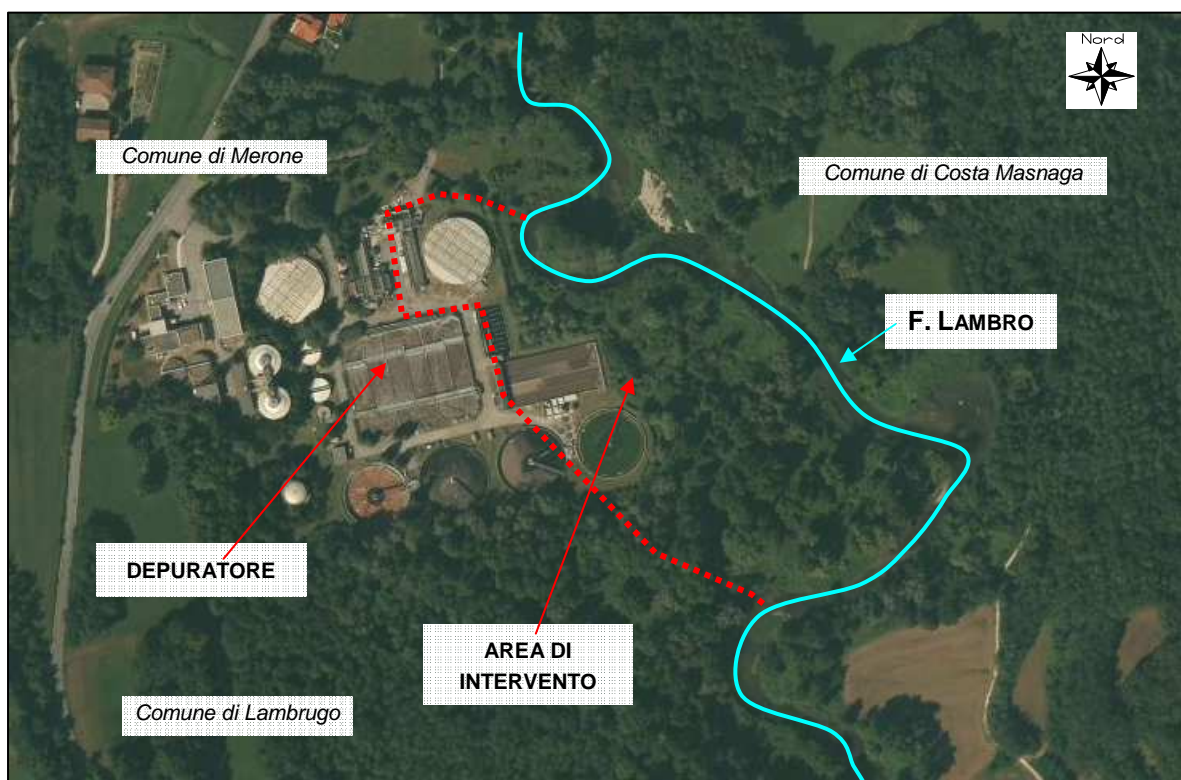 Nord
Comune di Merone
Comune di Costa Masnaga
F. LAMBRO
DEPURATORE
AREA DI
INTERVENTO
Comune di Lambrugo